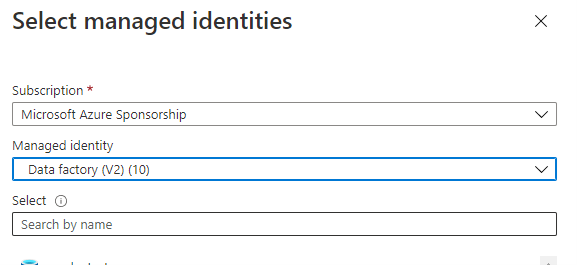 Select managed identities
Subscription *
Microsoft Azure Sponsorship
Managed identity
Data factory (V2) (10)
Select
Search by name